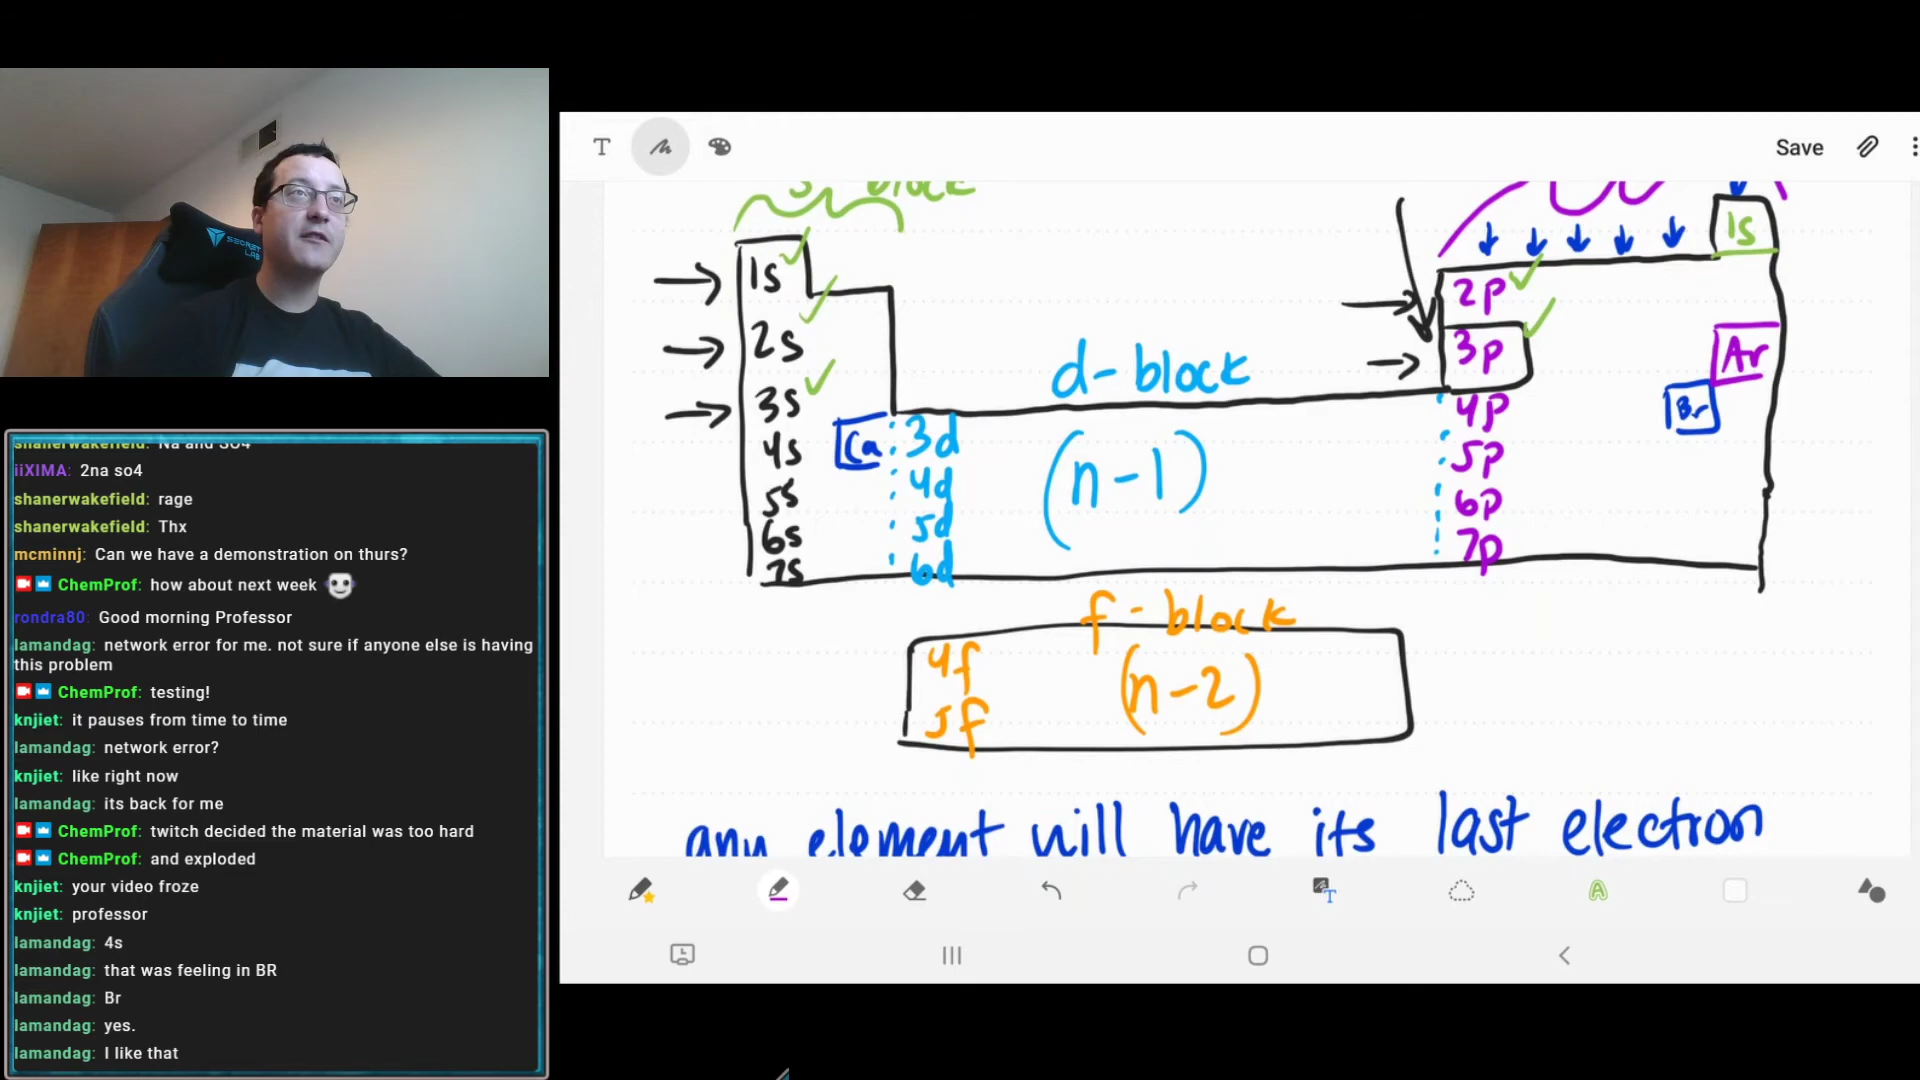 SECRET
LAB
shanerwakefield: Na and SO4
iiXIMA: 2na so4
shanerwakefield: rage
shanerwakefield: Thx
mcminnj: Can we have a demonstration on thurs?
ChemProf: how about next week
rondra80: Good morning Professor
lamandag: network error for me. not sure if anyone else is having
this problem
ChemProf: testing!
knjiet: it pauses from time to time
lamandag: network error?
knjiet: like right now
lamandag: its back for me
ChemProf: twitch decided the material was too hard
ChemProf: and exploded
knjiet: your video froze
knjiet: professor
lamandag: 4s
lamandag: that was feeling in BR
lamandag: Br
lamandag: yes.
lamandag: I like that
T
Save
s block
1s
1s
2p
2s
3p
d-block
Ar
3s
4p
Br
4s
Ca
3d
(n-1)
5p
5s
4d
6p
6s
5d
7p
7s
6d
f-block
4f
(n-2)
5f
any element will have its last electron
T
A